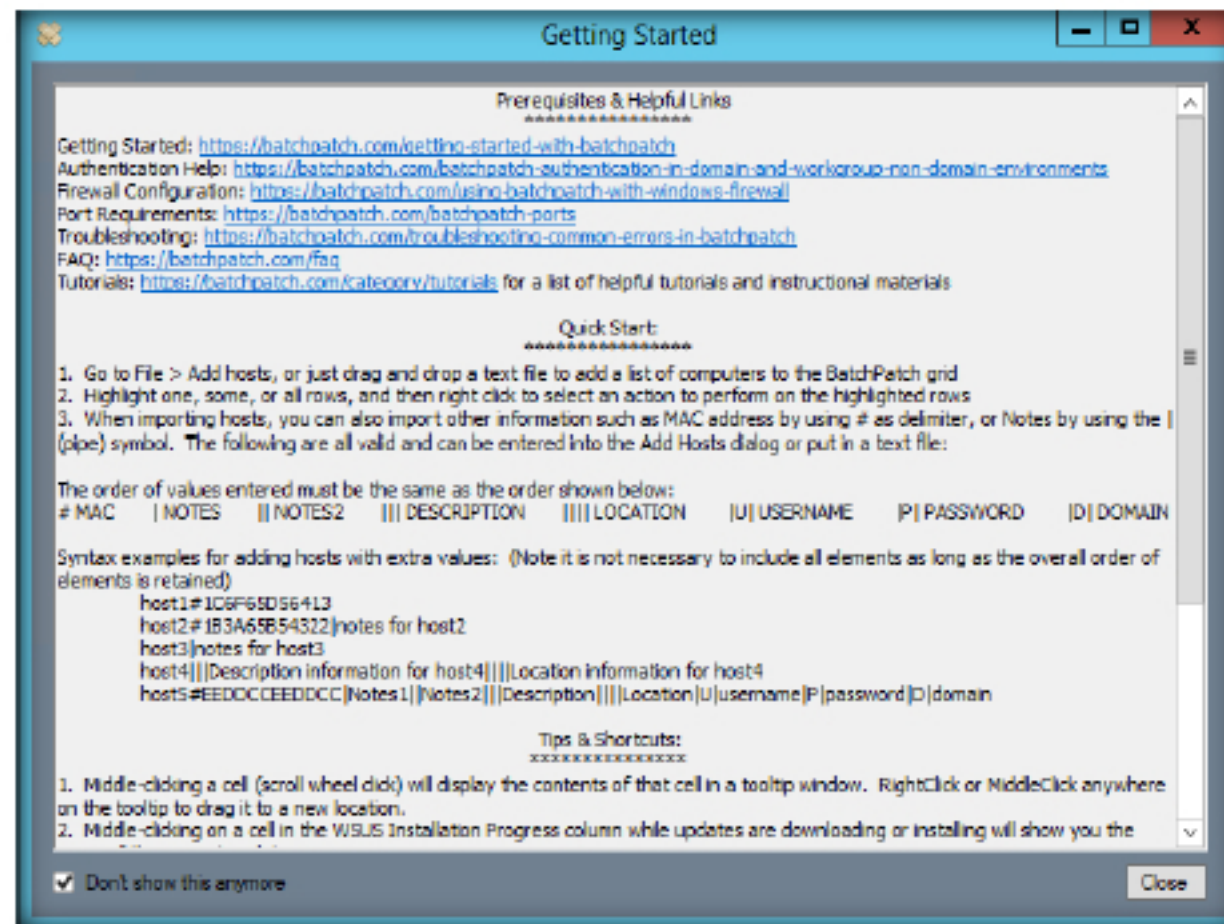 Getting Started
Prerequisites & Helpful Links
****************
Getting Started: https://batchpatch.com/getting-started-with-batchpatch
Authentication Help: https://batchpatch.com/batchpatch-authentication-in-domain-and-workgroup-non-domain-environments
Firewall Configuration: https://batchpatch.com/using-batchpatch-with-windows-firewall
Port Requirements: https://batchpatch.com/batchpatch-ports
Troubleshooting: https://batchpatch.com/troubleshooting-common-errors-in-batchpatch
FAQ: https://batchpatch.com/faq
Tutorials: https://batchpatch.com/category/tutorials for a list of helpful tutorials and instructional materials
Quick Start:
****************
1. Go to File > Add hosts, or just drag and drop a text file to add a list of computers to the BatchPatch grid
2. Highlight one, some, or all rows, and then right click to select an action to perform on the highlighted rows
3. When importing hosts, you can also import other information such as MAC address by using # as delimiter, or Notes by using the |
(pipe) symbol. The following are all valid and can be entered into the Add Hosts dialog or put in a text file:
The order of values entered must be the same as the order shown below:
# MAC | NOTES || NOTES2 ||| DESCRIPTION |||| LOCATION |U| USERNAME |P| PASSWORD |D| DOMAIN
Syntax examples for adding hosts with extra values: (Note it is not necessary to include all elements as long as the overall order of
elements is retained)
host1#1C6F65D56413
host2#1B3A65B54322|notes for host2
host3|notes for host3
host4|||Description information for host4||||Location information for host4
host5#EEDDCCEEDDCC|Notes1||Notes2|||Description||||Location|U|username|P|password|D|domain
Tips & Shortcuts:
***************
1. Middle-clicking a cell (scroll wheel click) will display the contents of that cell in a tooltip window. RightClick or MiddleClick anywhere
on the tooltip to drag it to a new location.
2. Middle-clicking on a cell in the WSUS Installation Progress column while updates are downloading or installing will show you the
Don't show this anymore
Close